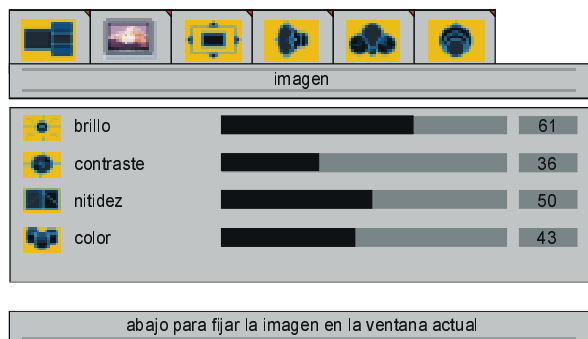 imagen
brillo 61
contraste 36
nitidez 50
color 43
abajo para fijar la imagen en la ventana actual